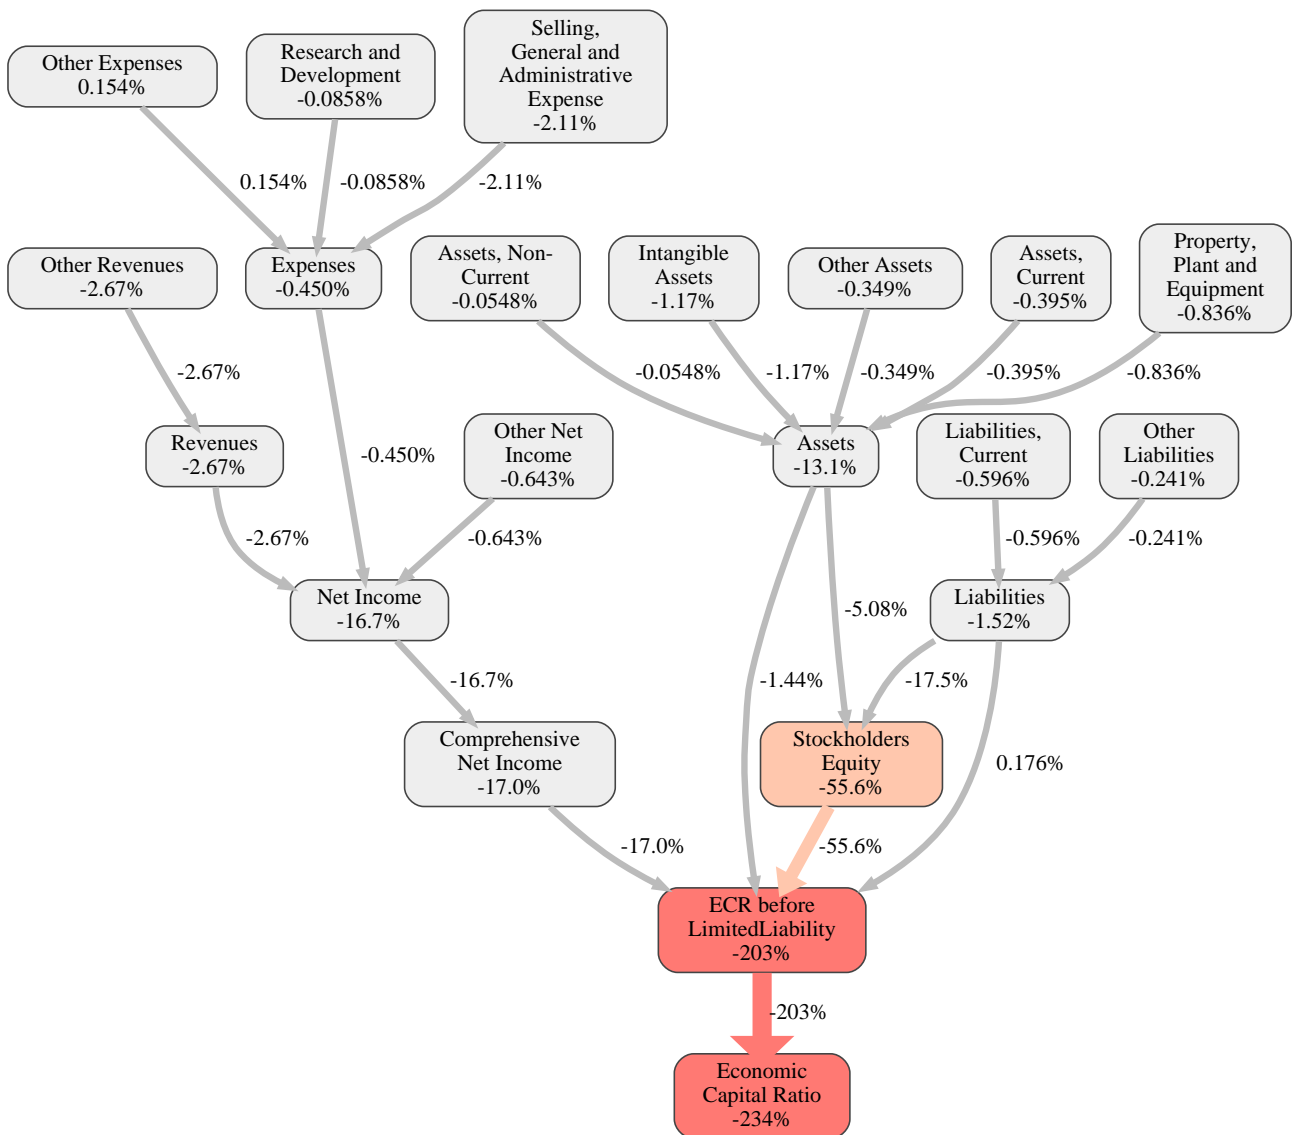 Other Expenses
0.154%
Research and
Development
-0.0858%
Selling,
General and
Administrative
Expense
-2.11%
0.154%
-0.0858%
-2.11%
Other Revenues
-2.67%
Expenses
-0.450%
Assets, Non-
Current
-0.0548%
Intangible
Assets
-1.17%
Other Assets
-0.349%
Assets,
Current
-0.395%
Property,
Plant and
Equipment
-0.836%
-2.67%
-0.0548%
-1.17%
-0.349%
-0.395%
-0.836%
Revenues
-2.67%
-0.450%
Other Net
Income
-0.643%
Assets
-13.1%
Liabilities,
Current
-0.596%
Other
Liabilities
-0.241%
-2.67%
-0.643%
-0.596%
-0.241%
Net Income
-16.7%
-5.08%
Liabilities
-1.52%
-16.7%
-1.44%
-17.5%
Comprehensive
Net Income
-17.0%
Stockholders
Equity
-55.6%
0.176%
-17.0%
-55.6%
ECR before
LimitedLiability
-203%
-203%
Economic
Capital Ratio
-234%